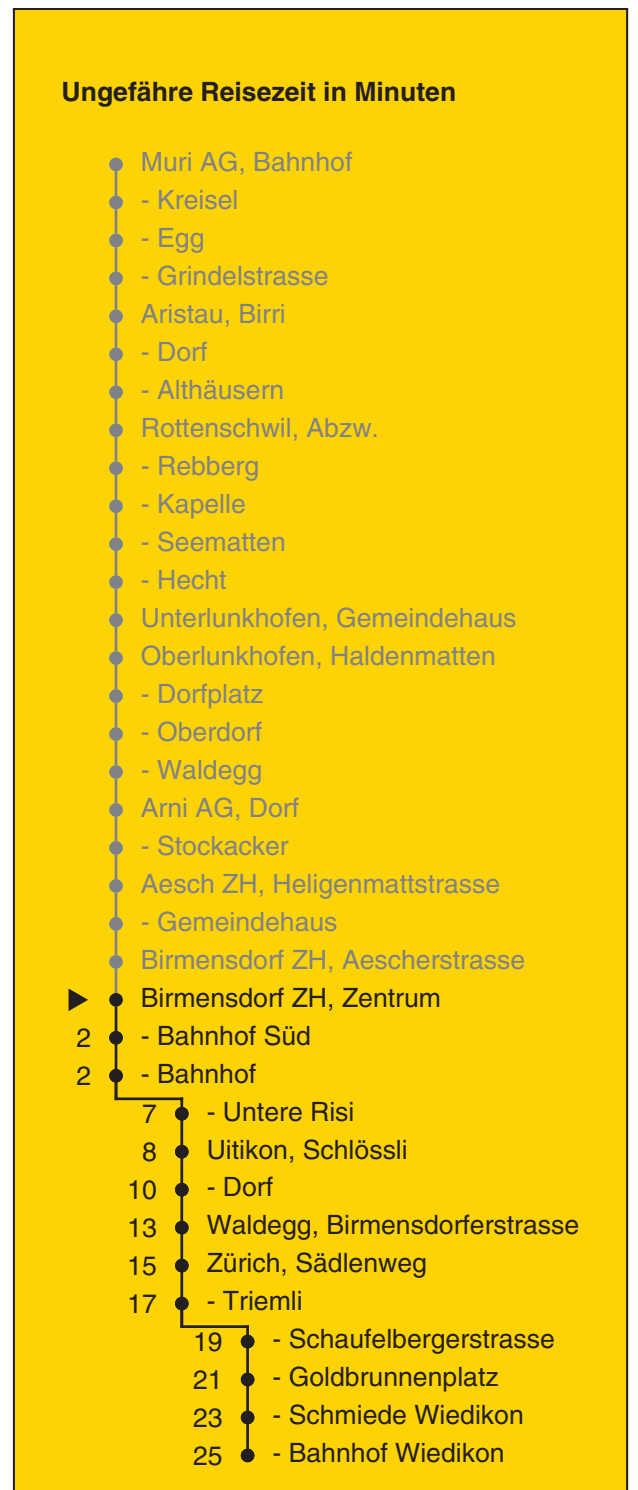 Ungefähre Reisezeit in Minuten
Muri AG, Bahnhof
- Kreisel
- Egg
- Grindelstrasse
Aristau, Birri
- Dorf
- Althäusern
Rottenschwil, Abzw.
- Rebberg
- Kapelle
- Seematten
- Hecht
Unterlunkhofen, Gemeindehaus
Oberlunkhofen, Haldenmatten
- Dorfplatz
- Oberdorf
- Waldegg
Arni AG, Dorf
- Stockacker
Aesch ZH, Heligenmattstrasse
- Gemeindehaus
Birmensdorf ZH, Aescherstrasse
Birmensdorf ZH, Zentrum
2 - Bahnhof Süd
2 - Bahnhof
7 - Untere Risi
8 Uitikon, Schlössli
10 - Dorf
13 Waldegg, Birmensdorferstrasse
15 Zürich, Sädlenweg
17 - Triemli
19 - Schaufelbergerstrasse
21 - Goldbrunnenplatz
23 - Schmiede Wiedikon
25 - Bahnhof Wiedikon